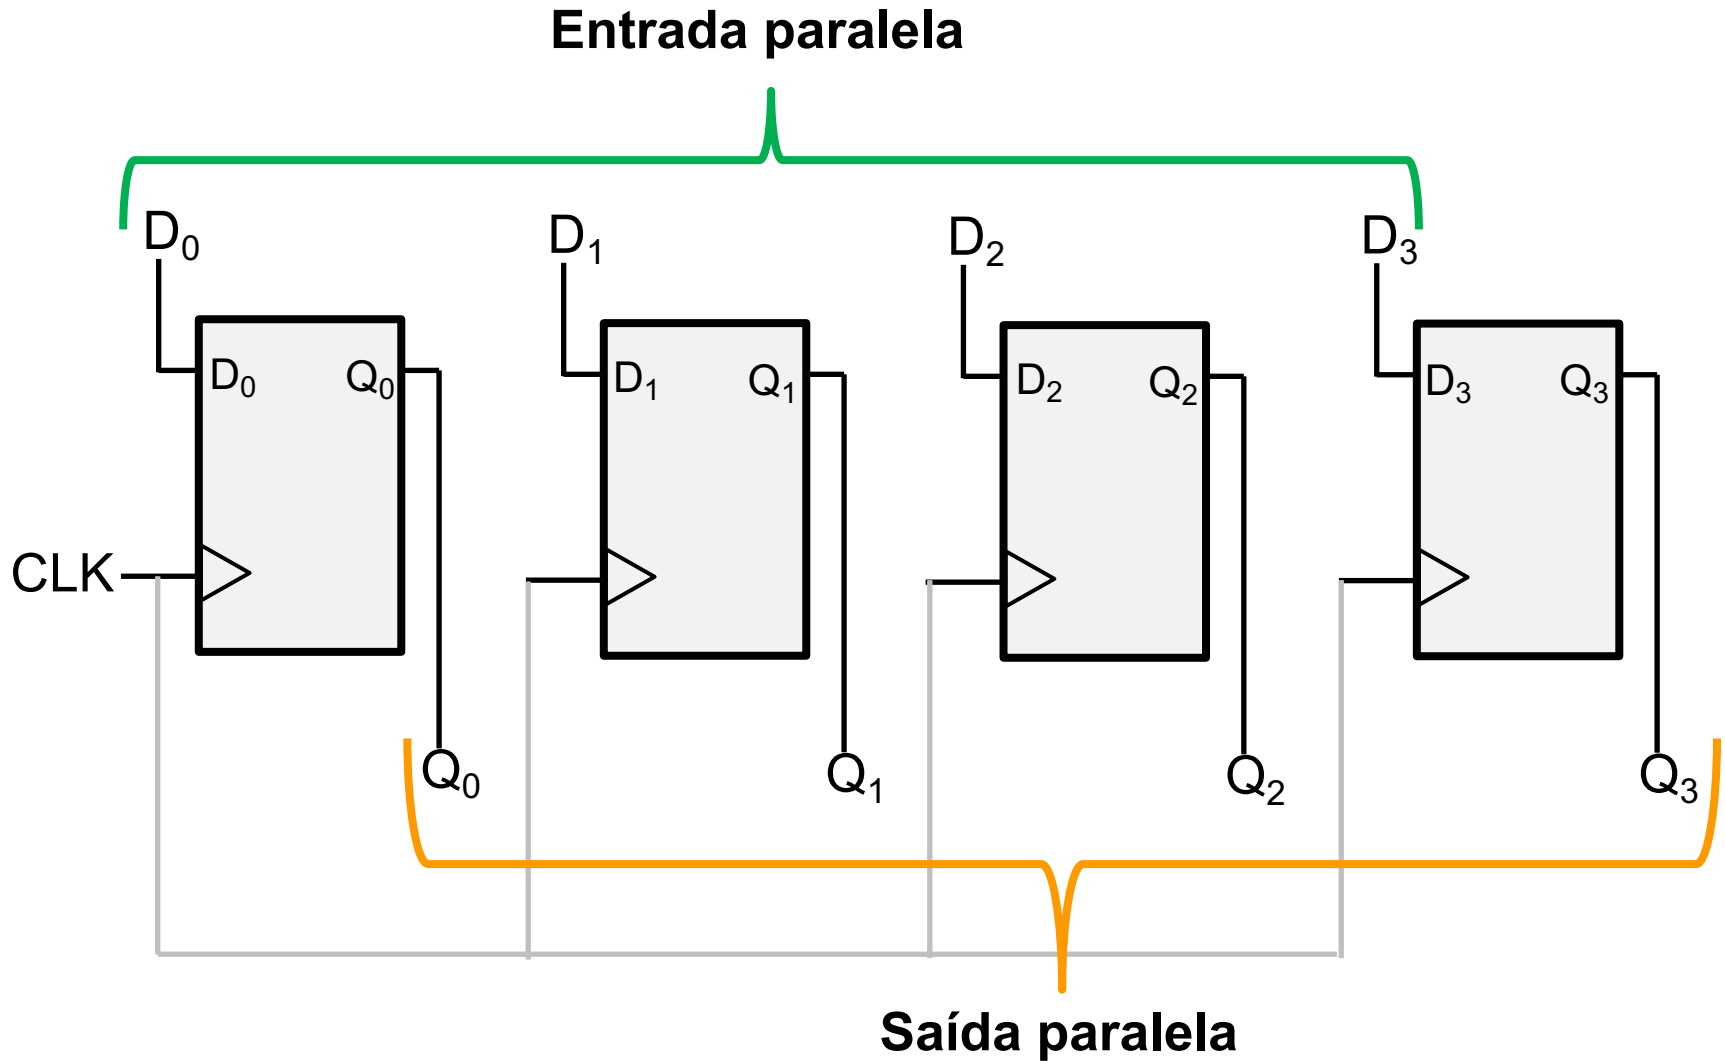 Entrada paralela
D₀ D₁ D₂ D₃
D₀ Q₀ D₁ Q₁ D₂ Q₂ D₃ Q₃
CLK
Q₀ Q₁ Q₂ Q₃
Saída paralela